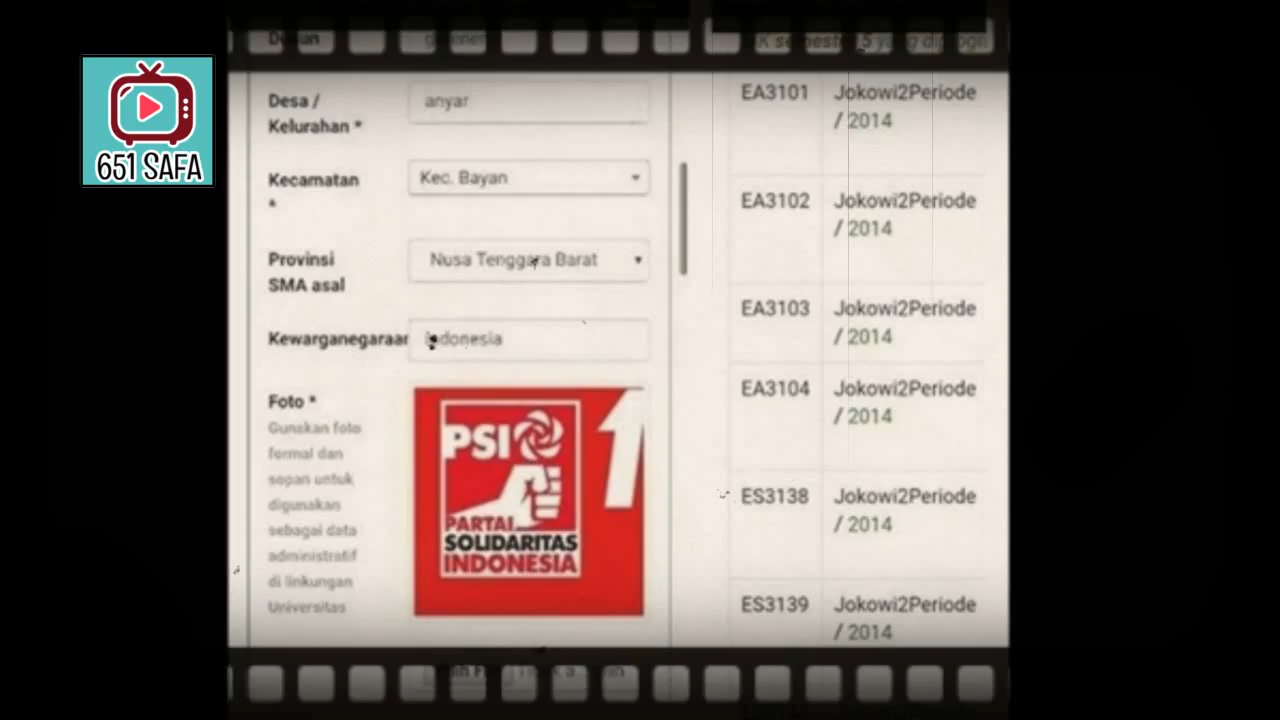 651 SAFA
Desa /
Kelurahan *
anyar
Kecamatan
*
Kec. Bayan
Provinsi
SMA asal
Nusa Tenggara Barat
Kewarganegaraan
Indonesia
Foto *
Gunakan foto
formal dan
sopan untuk
digunakan
sebagai data
administratif
di linkungan
Universitas
PSI
PARTAI
SOLIDARITAS
INDONESIA
1
EA3101 Jokowi2Periode
/ 2014
EA3102 Jokowi2Periode
/ 2014
EA3103 Jokowi2Periode
/ 2014
EA3104 Jokowi2Periode
/ 2014
ES3138 Jokowi2Periode
/ 2014
ES3139 Jokowi2Periode
/ 2014